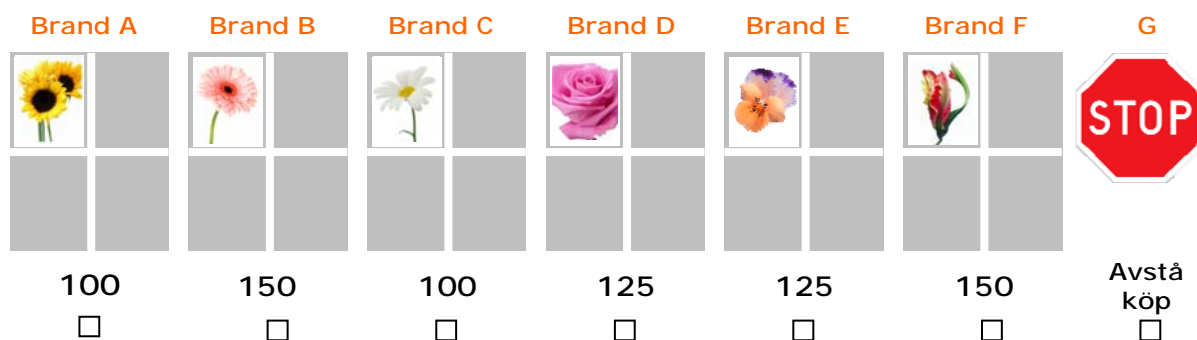 Brand A Brand B Brand C Brand D Brand E Brand F G
STOP
100 150 100 125 125 150 Avstå
köp